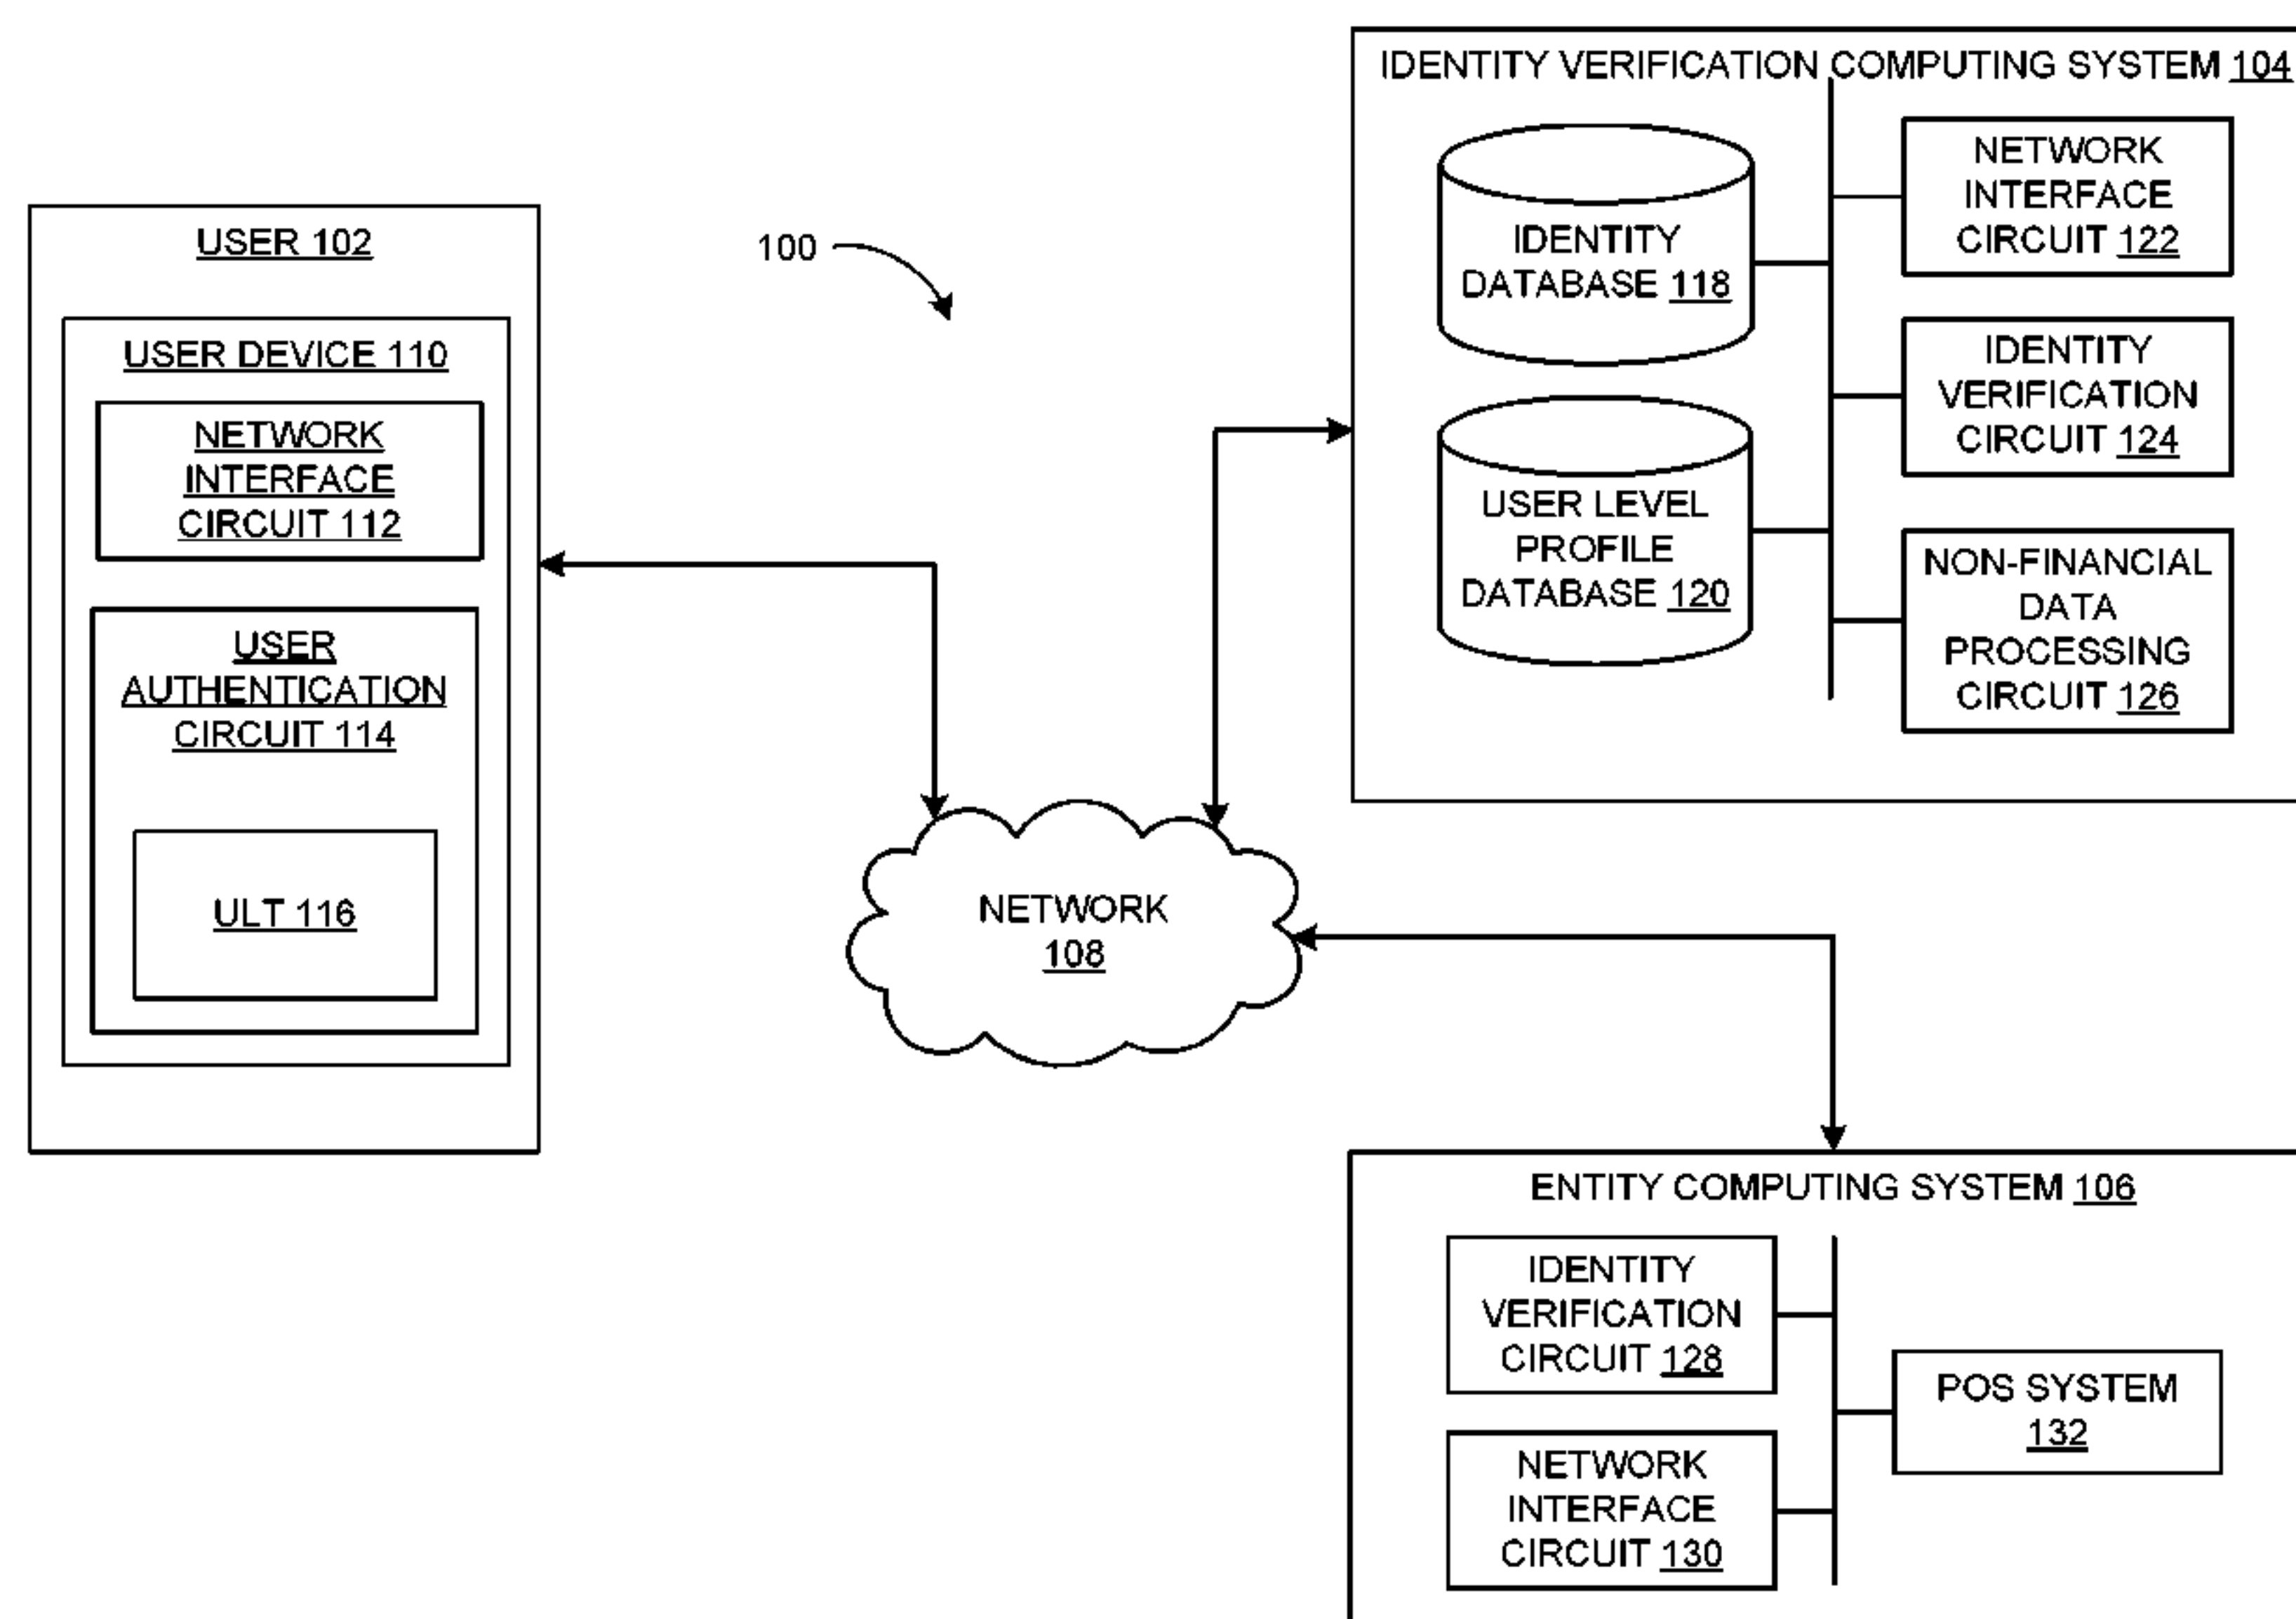 USER 102
USER DEVICE 110
NETWORK
INTERFACE
CIRCUIT 112
USER
AUTHENTICATION
CIRCUIT 114
ULT 116
100
NETWORK
108
IDENTITY VERIFICATION COMPUTING SYSTEM 104
IDENTITY
DATABASE 118
USER LEVEL
PROFILE
DATABASE 120
NETWORK
INTERFACE
CIRCUIT 122
IDENTITY
VERIFICATION
CIRCUIT 124
NON-FINANCIAL
DATA
PROCESSING
CIRCUIT 126
ENTITY COMPUTING SYSTEM 106
IDENTITY
VERIFICATION
CIRCUIT 128
NETWORK
INTERFACE
CIRCUIT 130
POS SYSTEM
132